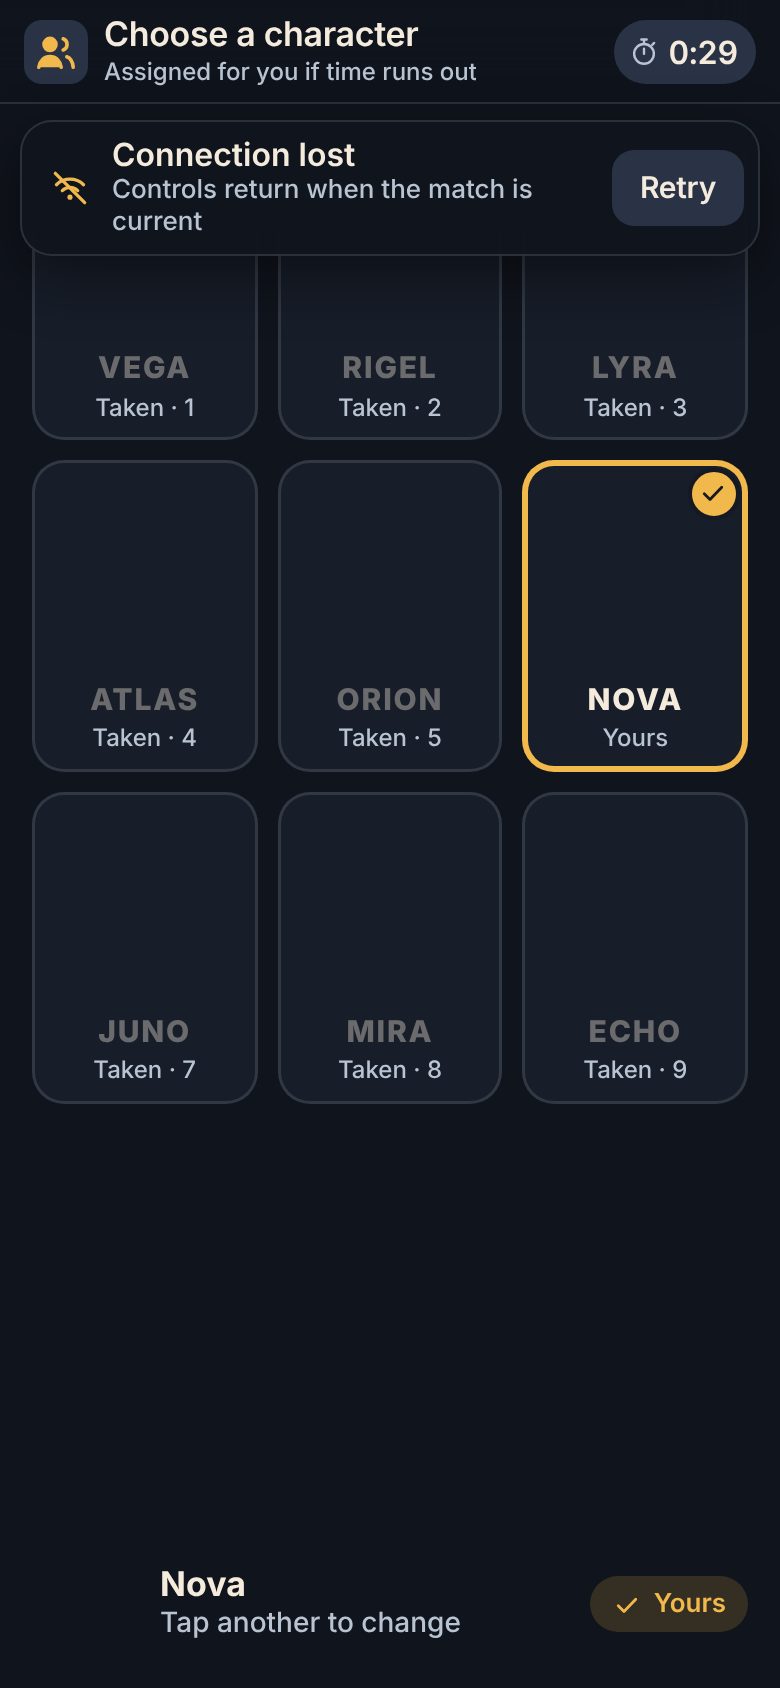 Choose a character
Assigned for you if time runs out
0:29
Connection lost
Controls return when the match is
current
Retry
VEGA
Taken · 1
RIGEL
Taken · 2
LYRA
Taken · 3
ATLAS
Taken · 4
ORION
Taken · 5
NOVA
Yours
JUNO
Taken · 7
MIRA
Taken · 8
ECHO
Taken · 9
Nova
Tap another to change
Yours